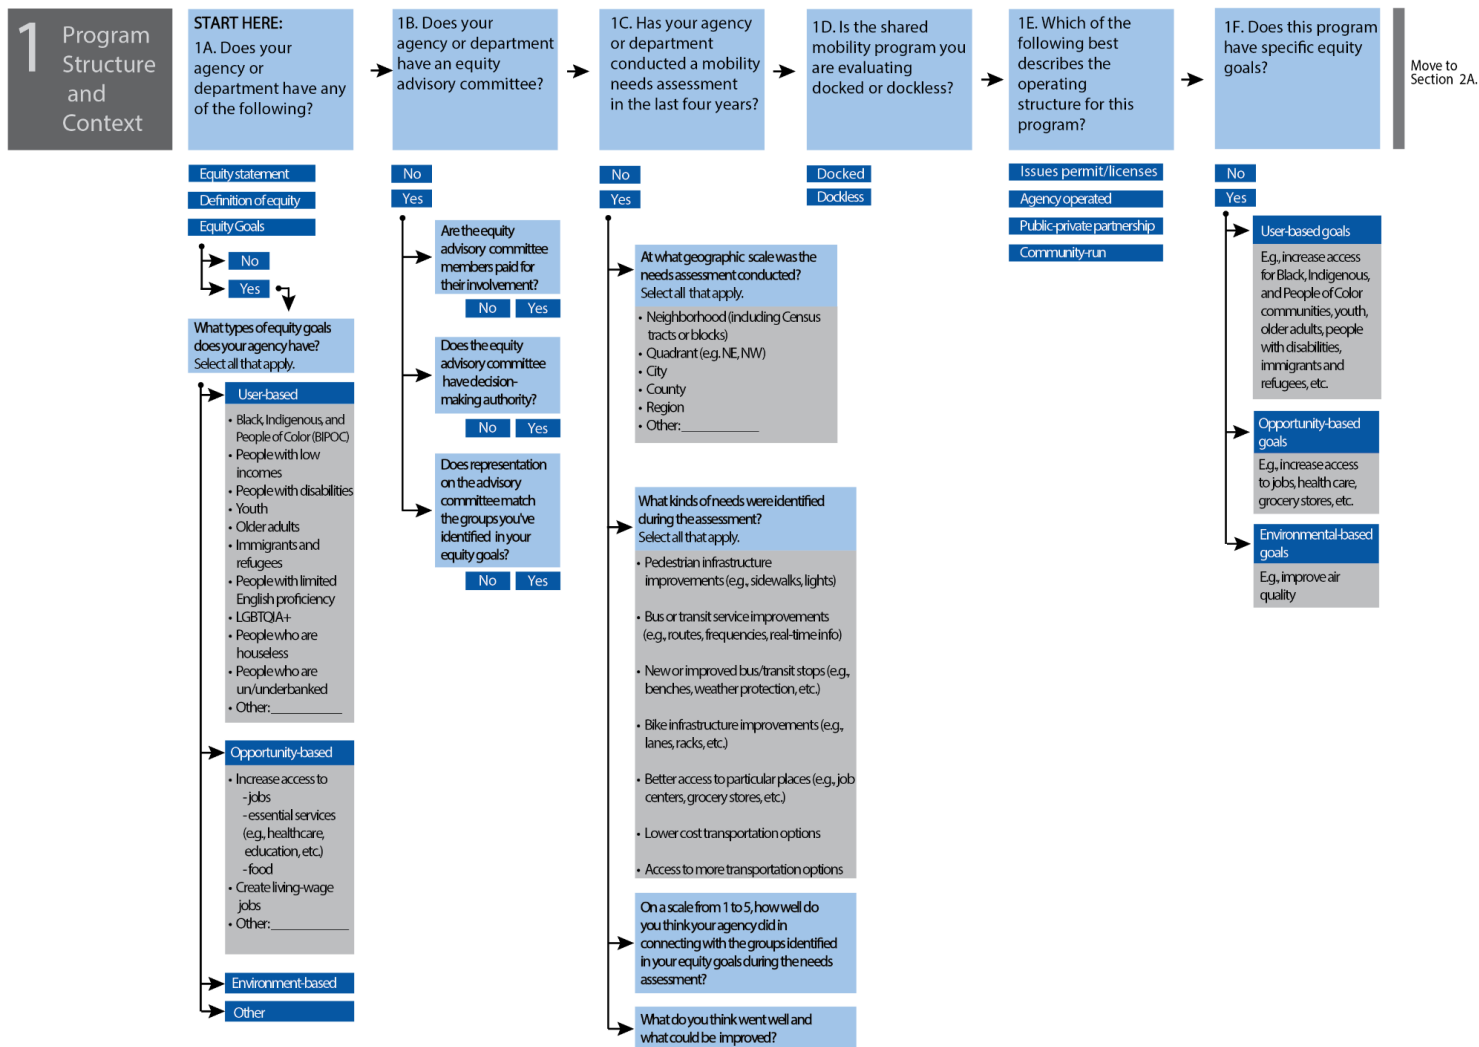 1
Program
Structure
and
Context
START HERE:
1A. Does your
agency or
department have any
of the following?
Equity statement
Definition of equity
Equity Goals
No
Yes
What types of equity goals
does your agency have?
Select all that apply.
User-based
• Black, Indigenous, and
People of Color (BIPOC)
• People with low
incomes
• People with disabilities
• Youth
• Older adults
• Immigrants and
refugees
• People with limited
English proficiency
• LGBTQIA+
• People who are
houseless
• People who are
un/underbanked
• Other: ___________
Opportunity-based
• Increase access to
- jobs
- essential services
(e.g., healthcare,
education, etc.)
- food
• Create living-wage
jobs
• Other: ____________
Environment-based
Other
1B. Does your
agency or department
have an equity
advisory committee?
No
Yes
Are the equity
advisory committee
members paid for
their involvement?
No Yes
Does the equity
advisory committee
have decision-
making authority?
No Yes
Does representation
on the advisory
committee match
the groups you've
identified in your
equity goals?
No Yes
1C. Has your agency
or department
conducted a mobility
needs assessment
in the last four years?
No
Yes
At what geographic scale was the
needs assessment conducted?
Select all that apply.
• Neighborhood (including Census
tracts or blocks)
• Quadrant (e.g. NE, NW)
• City
• County
• Region
• Other: ____________
What kinds of needs were identified
during the assessment?
Select all that apply.
• Pedestrian infrastructure
improvements (e.g., sidewalks, lights)
• Bus or transit service improvements
(e.g., routes, frequencies, real-time info)
• New or improved bus/transit stops (e.g.,
benches, weather protection, etc.)
• Bike infrastructure improvements (e.g.,
lanes, racks, etc.)
• Better access to particular places (e.g., job
centers, grocery stores, etc.)
• Lower cost transportation options
• Access to more transportation options
On a scale from 1 to 5, how well do
you think your agency did in
connecting with the groups identified
in your equity goals during the needs
assessment?
What do you think went well and
what could be improved?
1D. Is the shared
mobility program you
are evaluating
docked or dockless?
Docked
Dockless
1E. Which of the
following best
describes the
operating
structure for this
program?
Issues permit/licenses
Agency operated
Public-private partnership
Community-run
1F. Does this program
have specific equity
goals?
No
Yes
User-based goals
E.g., increase access
for Black, Indigenous,
and People of Color
communities, youth,
older adults, people
with disabilities,
immigrants and
refugees, etc.
Opportunity-based
goals
E.g., increase access
to jobs, health care,
grocery stores, etc.
Environmental-based
goals
E.g., improve air
quality
Move to
Section 2A.